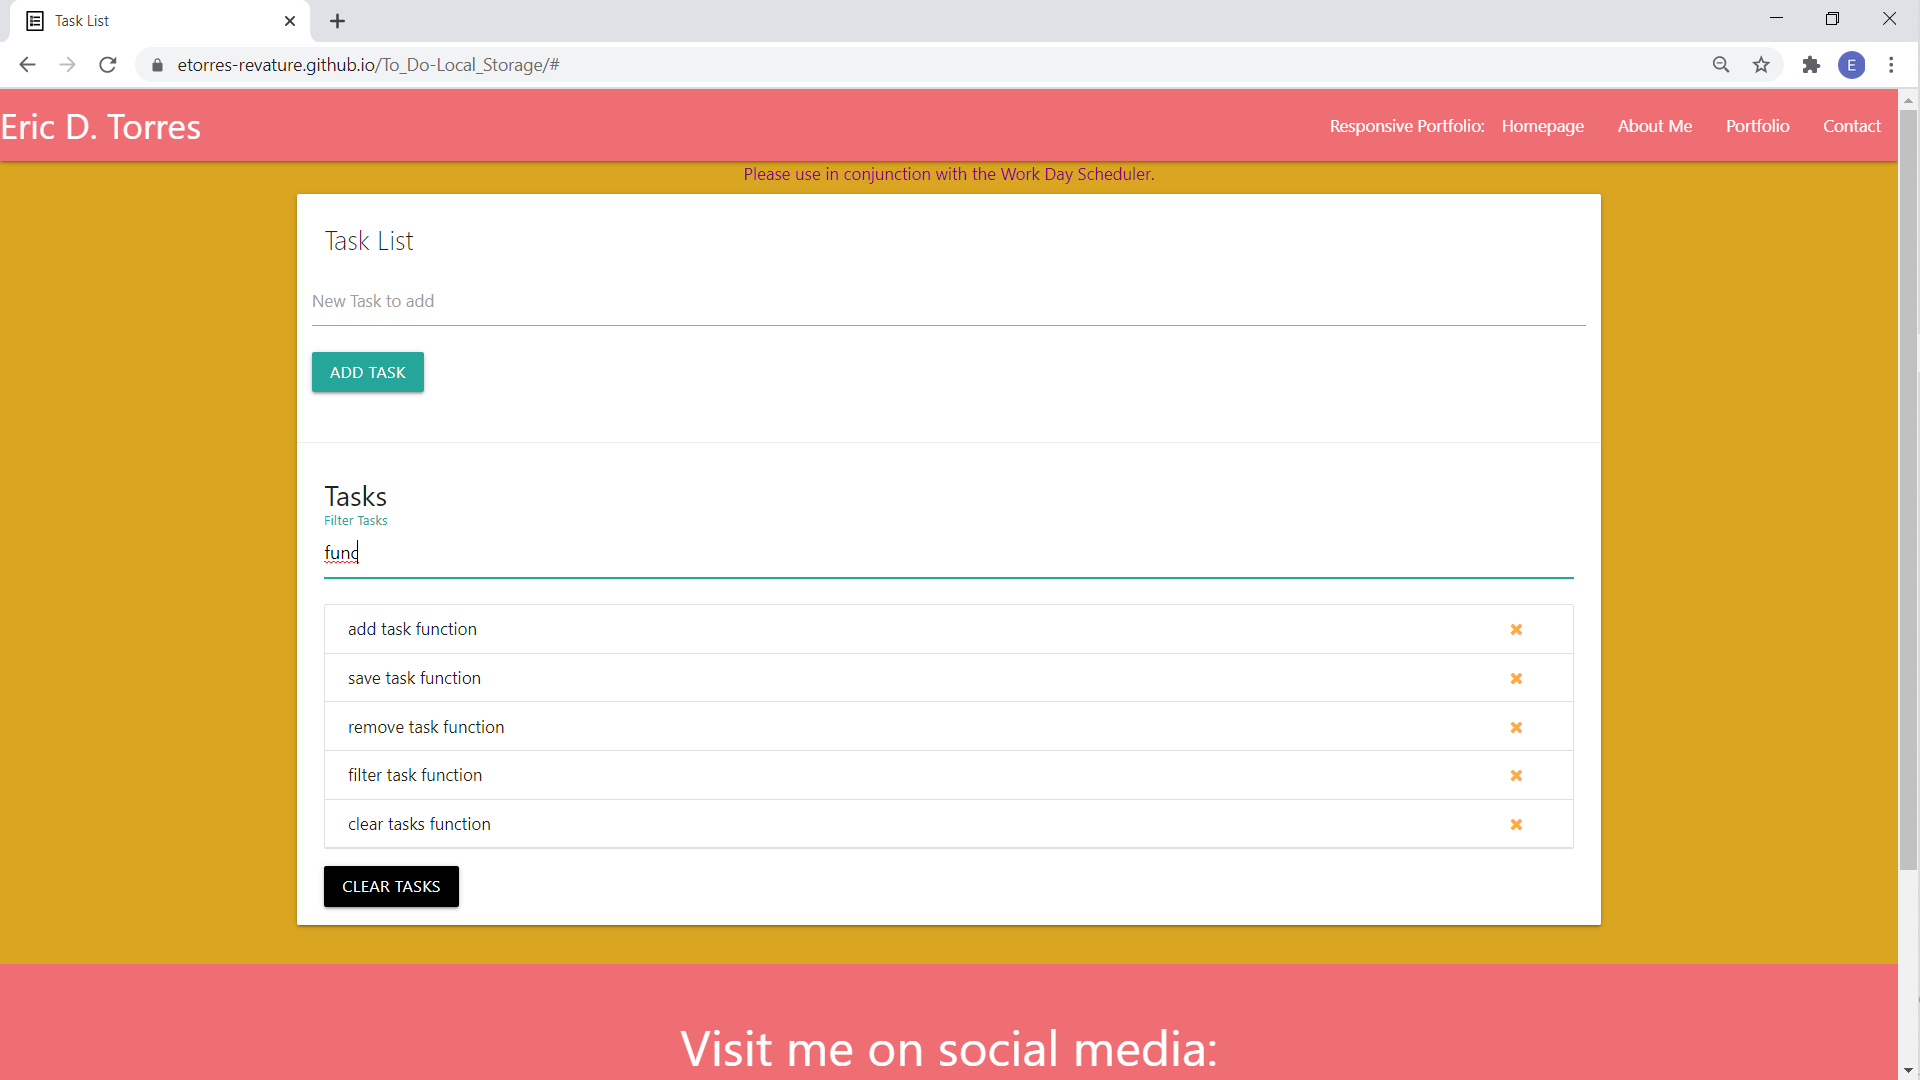 Task List
etorres-revature.github.io/To_Do-Local_Storage/#
E
Eric D. Torres
Responsive Portfolio: Homepage About Me Portfolio Contact
Please use in conjunction with the Work Day Scheduler.
Task List
New Task to add
ADD TASK
Tasks
Filter Tasks
func
add task function
save task function
remove task function
filter task function
clear tasks function
CLEAR TASKS
Visit me on social media: